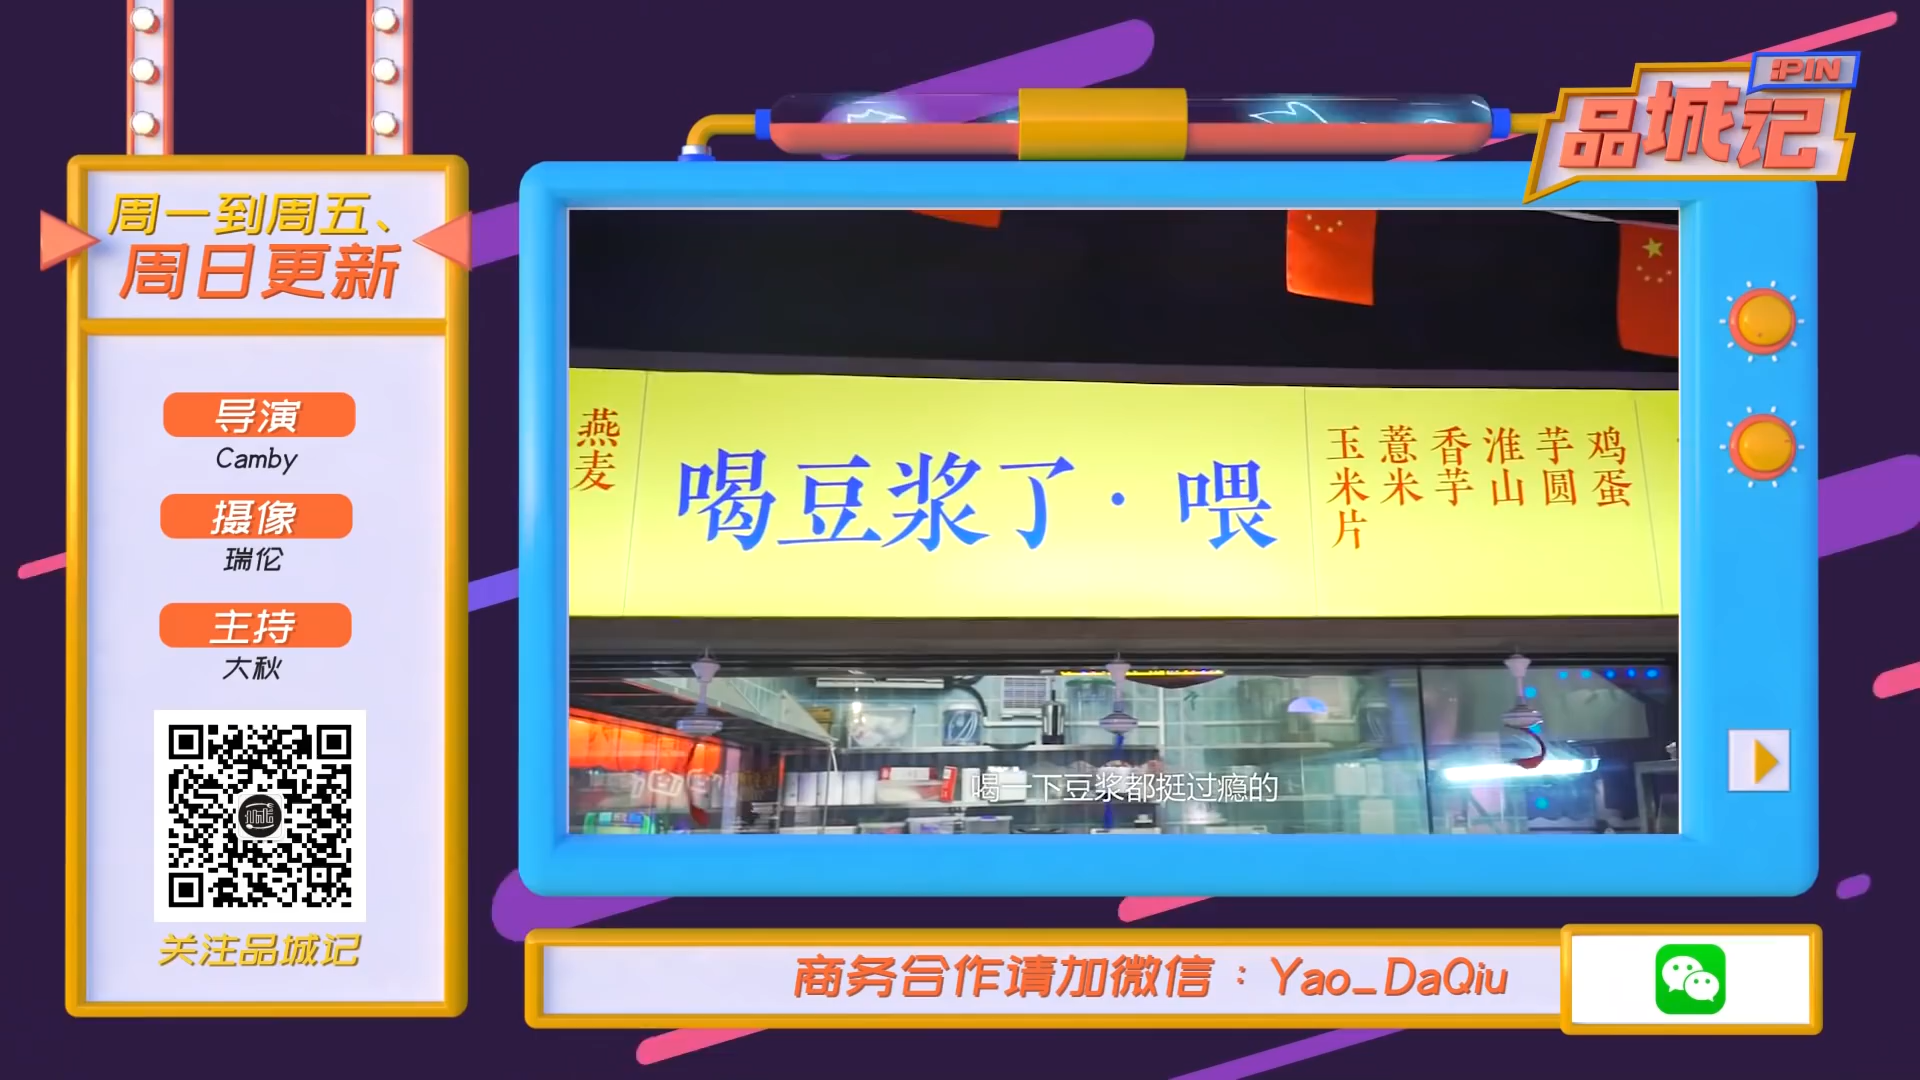 周一到周五、
周日更新
导演
Camby
摄像
瑞伦
主持
大秋
关注品城记
iPIN
品城记
燕麦
喝豆浆了·喂
玉米片
薏米
香芋
淮山
芋圆
鸡蛋
喝一下豆浆都挺过瘾的
商务合作请加微信：Yao_DaQiu